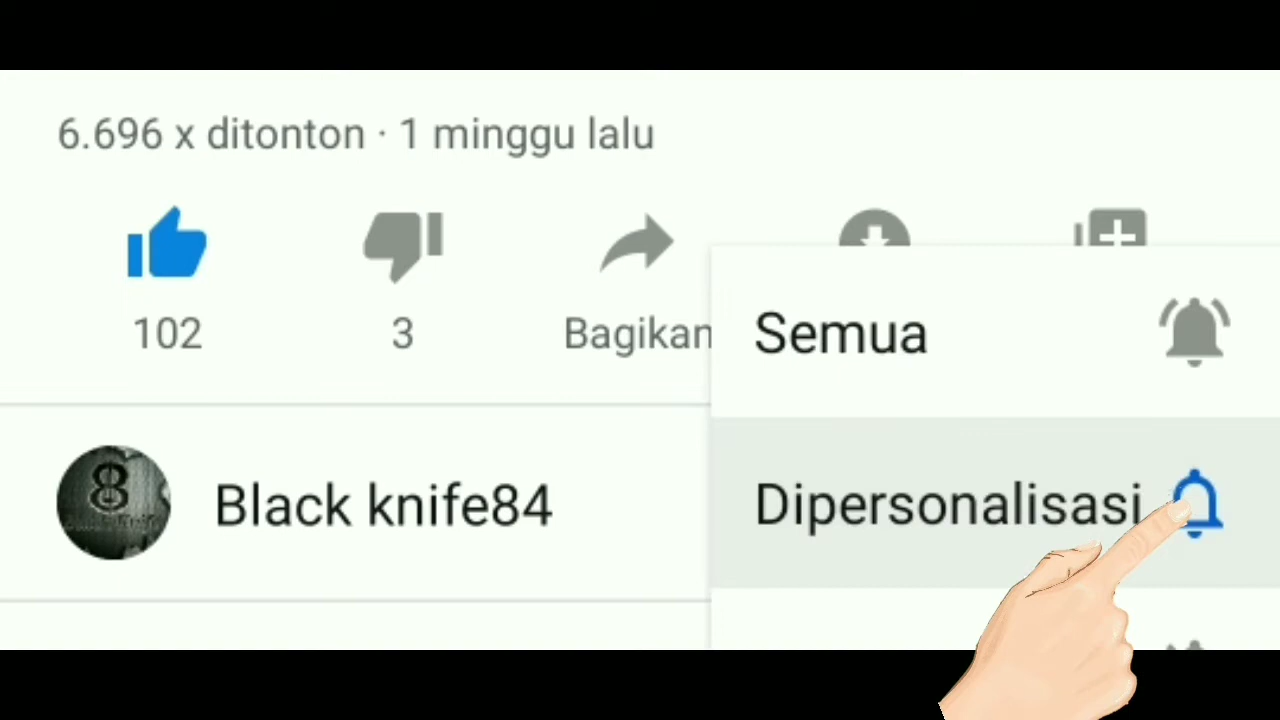 6.696 x ditonton · 1 minggu lalu
102
3
Bagikan
Semua
Black knife84
Dipersonalisasi